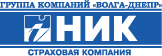 ГРУППА КОМПАНИЙ «ВОЛГА-ДНЕПР»
НИК
СТРАХОВАЯ КОМПАНИЯ